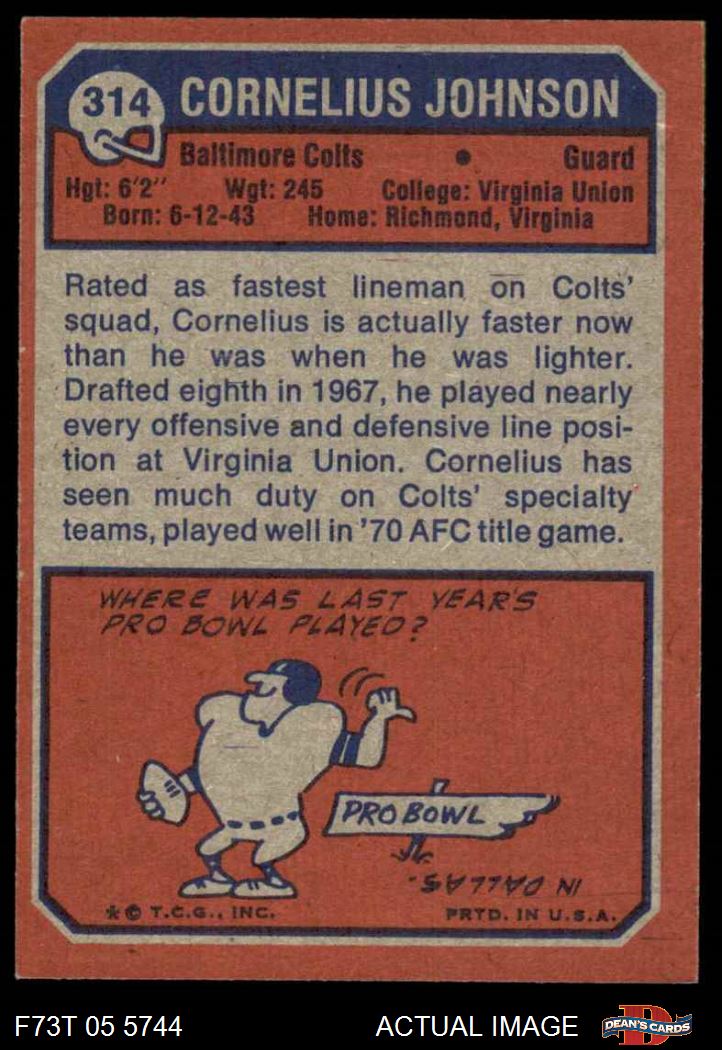 314 CORNELIUS JOHNSON
Baltimore Colts • Guard
Hgt: 6'2" Wgt: 245 College: Virginia Union
Born: 6-12-43 Home: Richmond, Virginia
Rated as fastest lineman on Colts'
squad, Cornelius is actually faster now
than he was when he was lighter.
Drafted eighth in 1967, he played nearly
every offensive and defensive line posi-
tion at Virginia Union. Cornelius has
seen much duty on Colts' specialty
teams, played well in '70 AFC title game.
WHERE WAS LAST YEAR'S
PRO BOWL PLAYED?
PRO BOWL
IN DALLAS.
* © T.C.G., INC. PRTD. IN U.S.A.
F73T 05 5744 ACTUAL IMAGE D DEAN'S CARDS